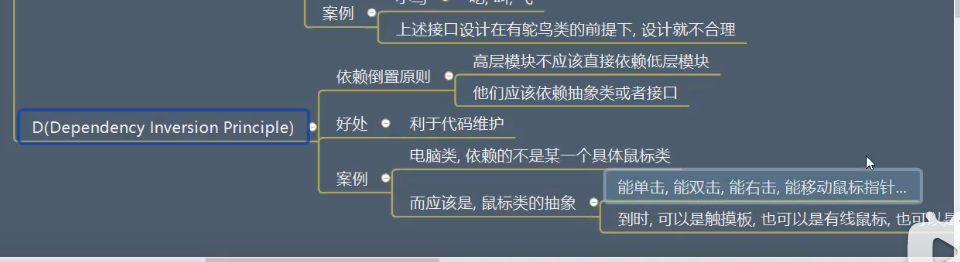 案例
上述接口设计在有鸵鸟类的前提下, 设计就不合理
高层模块不应该直接依赖低层模块
依赖倒置原则
他们应该依赖抽象类或者接口
D(Dependency Inversion Principle)
好处
利于代码维护
电脑类, 依赖的不是某一个具体鼠标类
案例
能单击, 能双击, 能右击, 能移动鼠标指针...
而应该是, 鼠标类的抽象
到时, 可以是触摸板, 也可以是有线鼠标, 也可以是